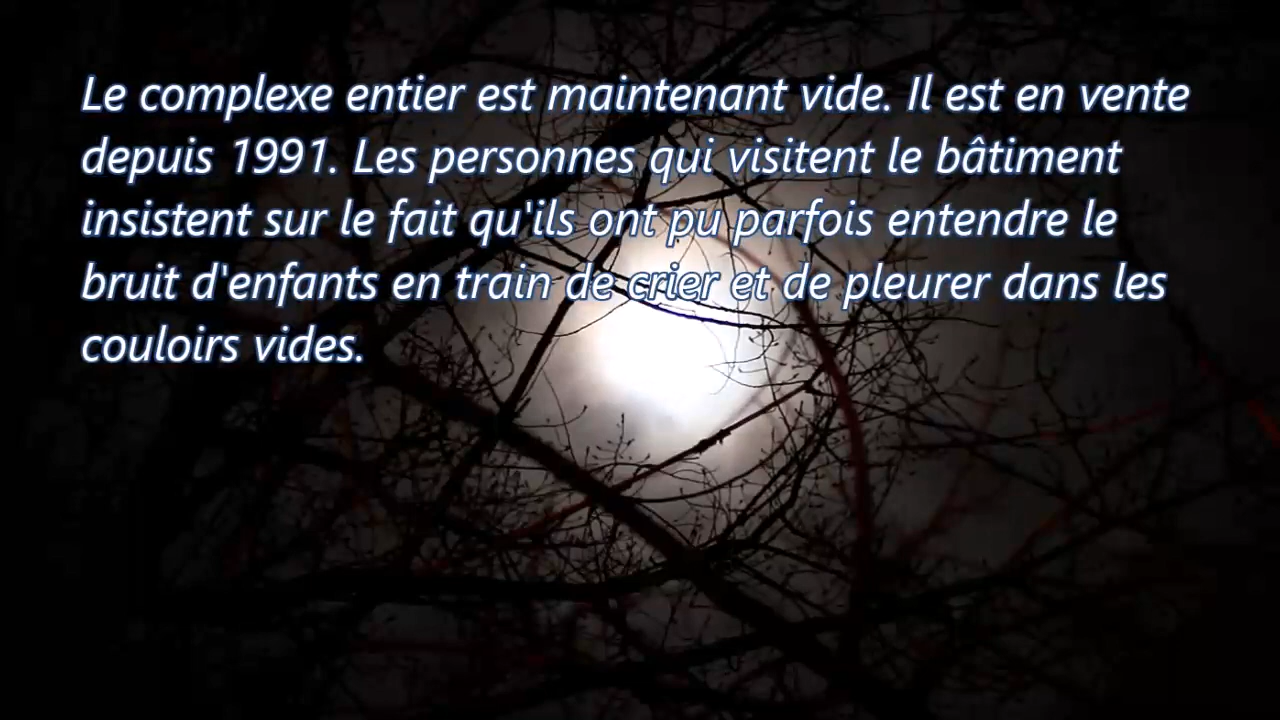 Le complexe entier est maintenant vide. Il est en vente
depuis 1991. Les personnes qui visitent le bâtiment
insistent sur le fait qu'ils ont pu parfois entendre le
bruit d'enfants en train de crier et de pleurer dans les
couloirs vides.